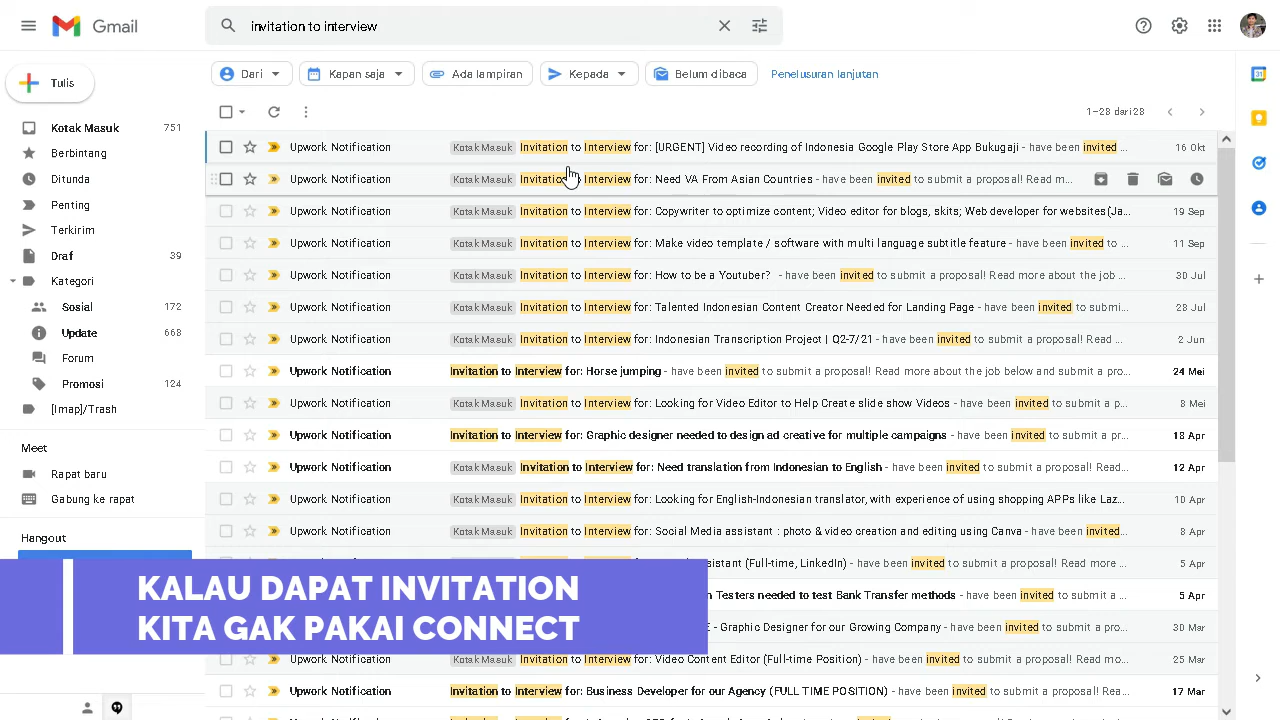 Gmail
invitation to interview
Dari
Kapan saja
Ada lampiran
Kepada
Belum dibaca
Penelusuran lanjutan
Tulis
1–28 dari 28
Kotak Masuk 751
Berbintang
Ditunda
Penting
Terkirim
Draf 39
Kategori
Sosial 172
Update 668
Forum
Promosi 124
[Imap]/Trash
Meet
Rapat baru
Gabung ke rapat
Hangout
Upwork Notification Kotak Masuk Invitation to Interview for: [URGENT] Video recording of Indonesia Google Play Store App Bukugaji - have been invited ... 16 Okt
Upwork Notification Kotak Masuk Invitation to Interview for: Need VA From Asian Countries - have been invited to submit a proposal! Read m...
Upwork Notification Kotak Masuk Invitation to Interview for: Copywriter to optimize content; Video editor for blogs, skits; Web developer for websites (Ja... 19 Sep
Upwork Notification Kotak Masuk Invitation to Interview for: Make video template / software with multi language subtitle feature - have been invited to ... 11 Sep
Upwork Notification Kotak Masuk Invitation to Interview for: How to be a Youtuber? - have been invited to submit a proposal! Read more about the job ... 30 Jul
Upwork Notification Kotak Masuk Invitation to Interview for: Talented Indonesian Content Creator Needed for Landing Page - have been invited to submi... 28 Jul
Upwork Notification Kotak Masuk Invitation to Interview for: Indonesian Transcription Project | Q2-7/21 - have been invited to submit a proposal! Read ... 2 Jun
Upwork Notification Invitation to Interview for: Horse jumping - have been invited to submit a proposal! Read more about the job below and submit a pro... 24 Mei
Upwork Notification Kotak Masuk Invitation to Interview for: Looking for Video Editor to Help Create slide show Videos - have been invited to submit a p... 8 Mei
Upwork Notification Invitation to Interview for: Graphic designer needed to design ad creative for multiple campaigns - have been invited to submit a pr... 18 Apr
Upwork Notification Kotak Masuk Invitation to Interview for: Need translation from Indonesian to English - have been invited to submit a proposal! Read... 12 Apr
Upwork Notification Kotak Masuk Invitation to Interview for: Looking for English-Indonesian translator, with experience of using shopping APPs like Laz... 10 Apr
Upwork Notification Kotak Masuk Invitation to Interview for: Social Media assistant : photo & video creation and editing using Canva - have been invited 8 Apr
sistant (Full-time, LinkedIn) - have been invited to submit a proposal! Read more ... 5 Apr
Testers needed to test Bank Transfer methods - have been invited to submit a ... 5 Apr
E - Graphic Designer for our Growing Company - have been invited to submit a ... 30 Mar
Upwork Notification Kotak Masuk Invitation to Interview for: Video Content Editor (Full-time Position) - have been invited to submit a proposal! Read mo... 25 Mar
Upwork Notification Invitation to Interview for: Business Developer for our Agency (FULL TIME POSITION) - have been invited to submit a proposal! Rea... 17 Mar
KALAU DAPAT INVITATION
KITA GAK PAKAI CONNECT